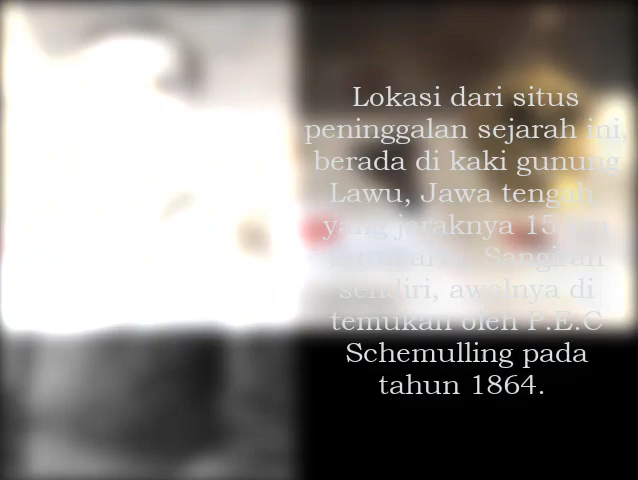 Lokasi dari situs
peninggalan sejarah ini,
berada di kaki gunung
Lawu, Jawa tengah
yang jaraknya 15
Sangiran
sendiri, awalnya di
temukan oleh P.E.C
Schemulling pada
tahun 1864.